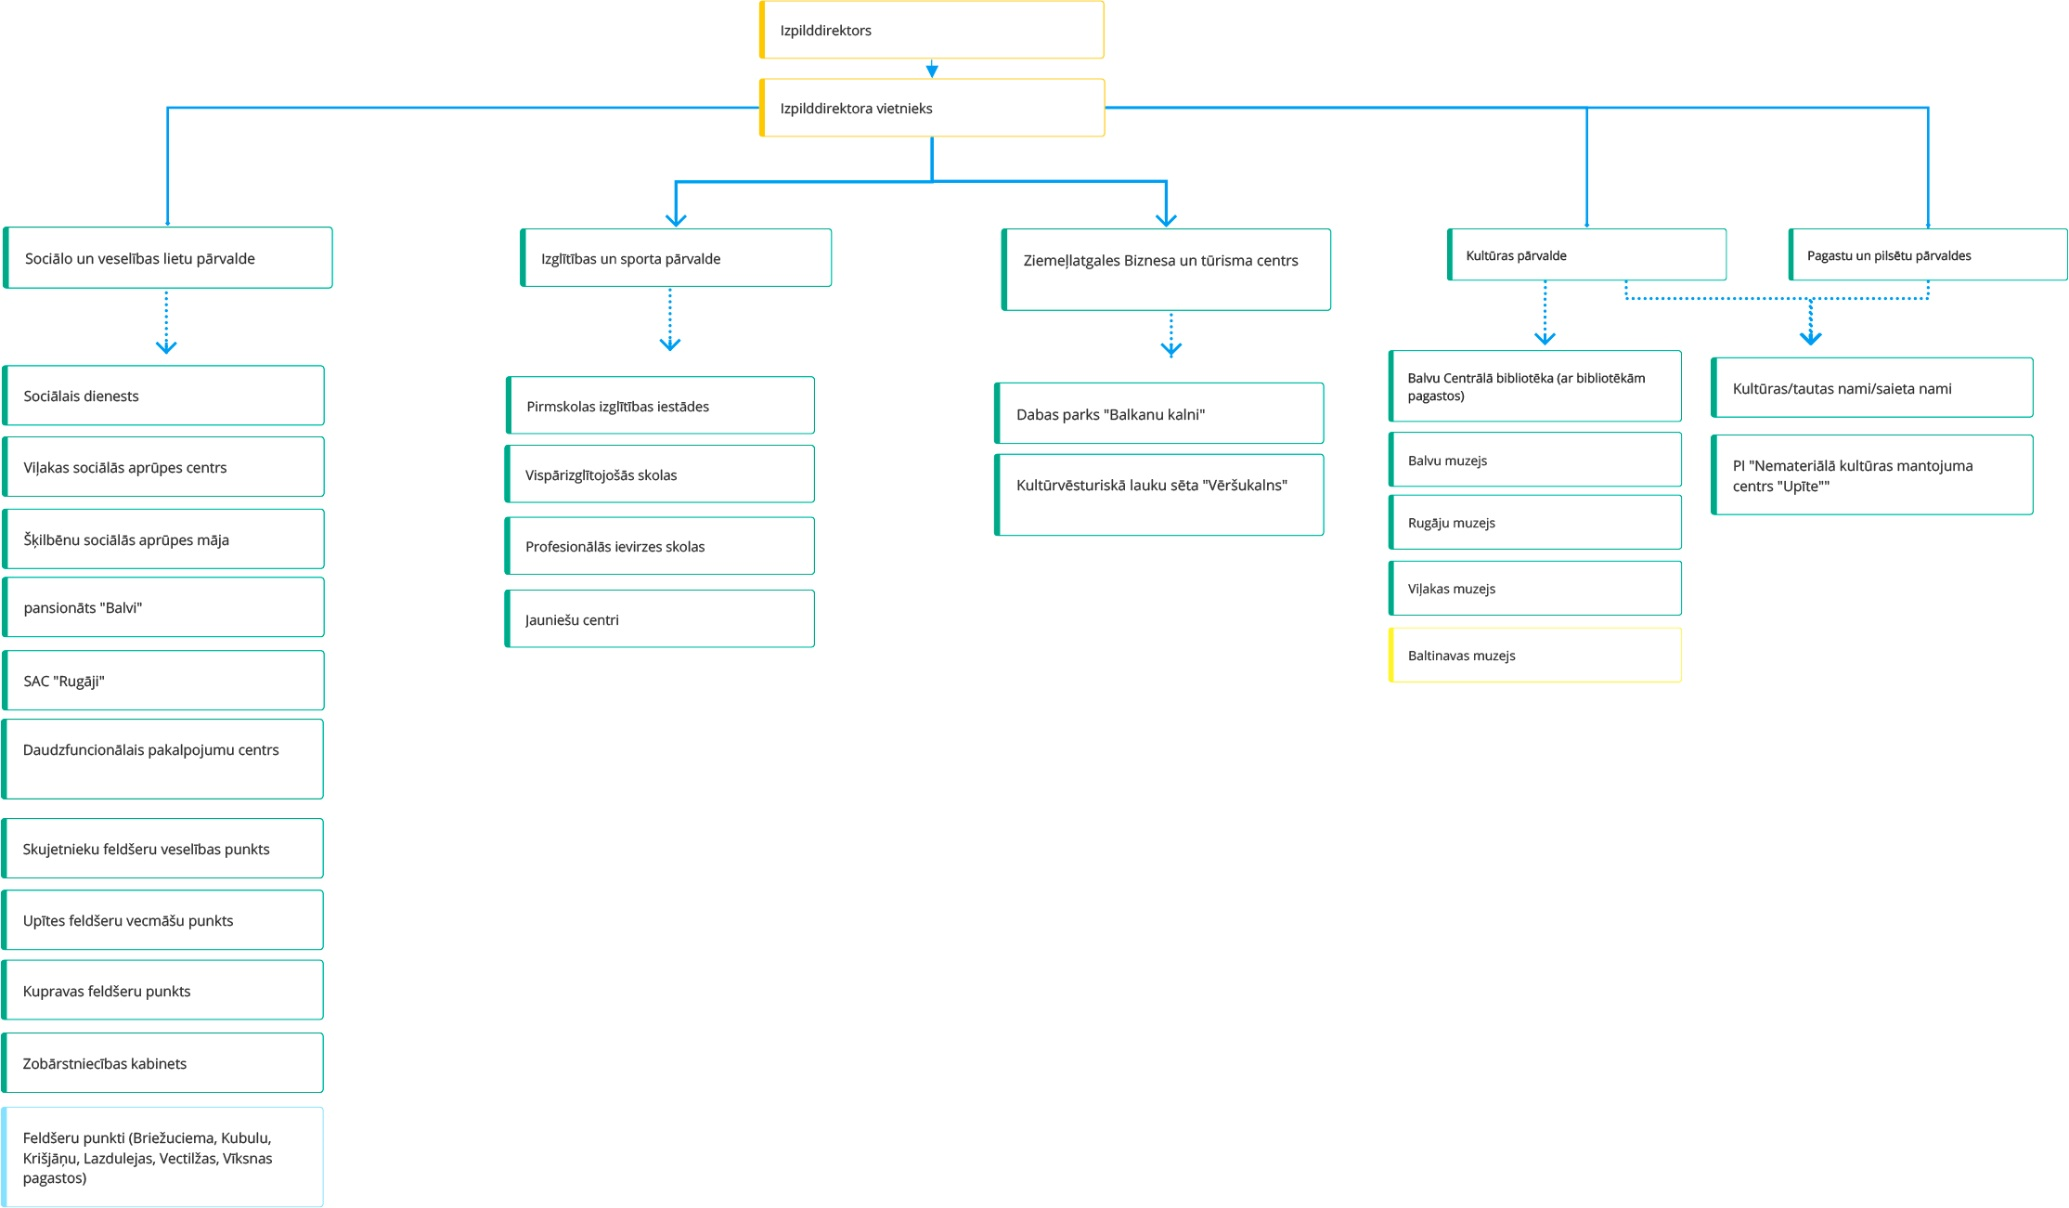 Izpilddirektors
Izpilddirektora vietnieks
Sociālo un veselības lietu pārvalde
Izglītības un sporta pārvalde
Ziemeļlatgales Biznesa un tūrisma centrs
Kultūras pārvalde
Pagastu un pilsētu pārvaldes
Sociālais dienests
Viļakas sociālās aprūpes centrs
Šķilbēnu sociālās aprūpes māja
pansionāts "Balvi"
SAC "Rugāji"
Daudzfuncionālais pakalpojumu centrs
Skujetnieku feldšeru veselības punkts
Upītes feldšeru vecmāšu punkts
Kupravas feldšeru punkts
Zobārstniecības kabinets
Feldšeru punkti (Briežuciema, Kubulu,
Krišjāņu, Lazdulejas, Vectilžas, Vīksnas
pagastos)
Pirmskolas izglītības iestādes
Vispārizglītojošās skolas
Profesionālās ievirzes skolas
Jauniešu centri
Dabas parks "Balkanu kalni"
Kultūrvēsturiskā lauku sēta "Vēršukalns"
Balvu Centrālā bibliotēka (ar bibliotēkām
pagastos)
Balvu muzejs
Rugāju muzejs
Viļakas muzejs
Baltinavas muzejs
Kultūras/tautas nami/saieta nami
PI "Nemateriālā kultūras mantojuma
centrs "Upīte""